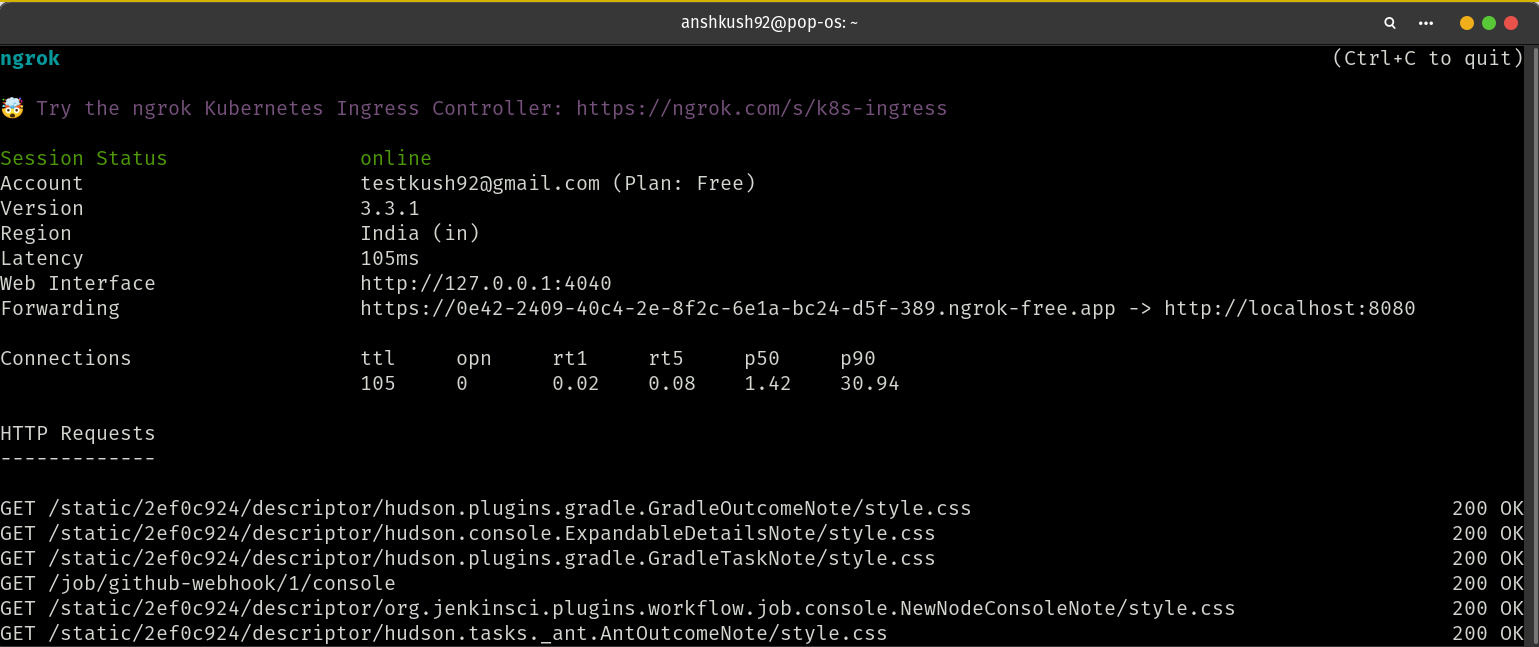 anshkush92@pop-os: ~
ngrok (Ctrl+C to quit)
🤯 Try the ngrok Kubernetes Ingress Controller: https://ngrok.com/s/k8s-ingress
Session Status online
Account testkush92@gmail.com (Plan: Free)
Version 3.3.1
Region India (in)
Latency 105ms
Web Interface http://127.0.0.1:4040
Forwarding https://0e42-2409-40c4-2e-8f2c-6e1a-bc24-d5f-389.ngrok-free.app -> http://localhost:8080
Connections ttl opn rt1 rt5 p50 p90
105 0 0.02 0.08 1.42 30.94
HTTP Requests
-------------
GET /static/2ef0c924/descriptor/hudson.plugins.gradle.GradleOutcomeNote/style.css 200 OK
GET /static/2ef0c924/descriptor/hudson.console.ExpandableDetailsNote/style.css 200 OK
GET /static/2ef0c924/descriptor/hudson.plugins.gradle.GradleTaskNote/style.css 200 OK
GET /job/github-webhook/1/console 200 OK
GET /static/2ef0c924/descriptor/org.jenkinsci.plugins.workflow.job.console.NewNodeConsoleNote/style.css 200 OK
GET /static/2ef0c924/descriptor/hudson.tasks._ant.AntOutcomeNote/style.css 200 OK